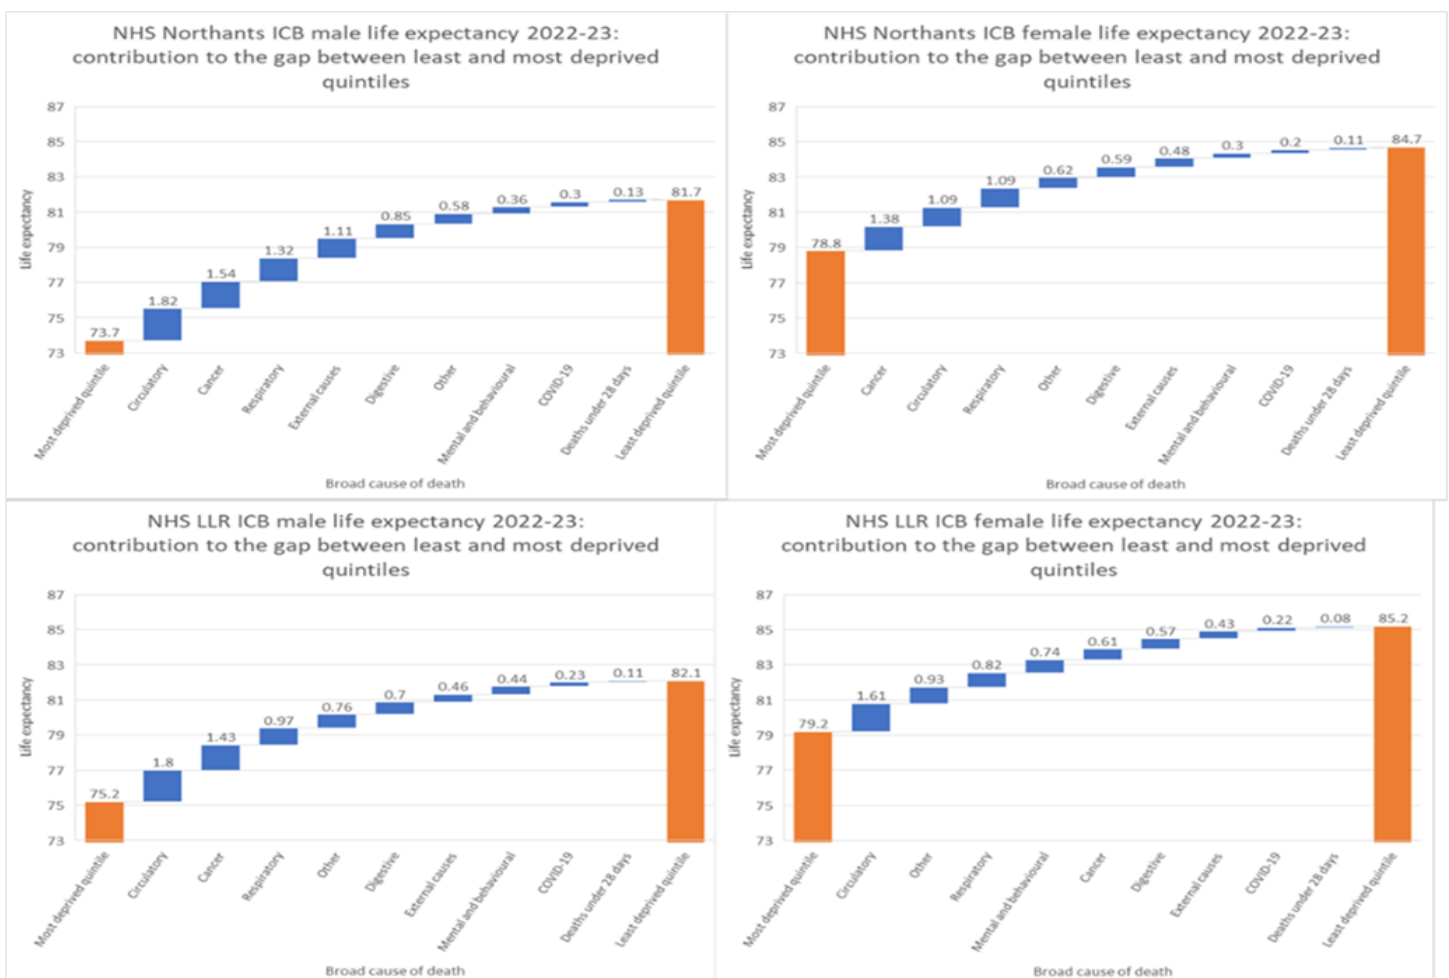 NHS Northants ICB male life expectancy 2022-23:
contribution to the gap between least and most deprived
quintiles
87
85
83
81
79
77
75
73
Life expectancy
73.7
1.82
1.54
1.32
1.11
0.85
0.58
0.36
0.3
0.13
81.7
Most deprived quintile
Circulatory
Cancer
Respiratory
External causes
Digestive
Other
Mental and behavioural
COVID-19
Deaths under 28 days
Least deprived quintile
Broad cause of death
NHS Northants ICB female life expectancy 2022-23:
contribution to the gap between least and most deprived
quintiles
87
85
83
81
79
77
75
73
Life expectancy
78.8
1.38
1.09
1.09
0.62
0.59
0.48
0.3
0.2
0.11
84.7
Most deprived quintile
Cancer
Circulatory
Respiratory
Other
Digestive
External causes
Mental and behavioural
COVID-19
Deaths under 28 days
Least deprived quintile
Broad cause of death
NHS LLR ICB male life expectancy 2022-23:
contribution to the gap between least and most deprived
quintiles
87
85
83
81
79
77
75
73
Life expectancy
75.2
1.8
1.43
0.97
0.76
0.7
0.46
0.44
0.23
0.11
82.1
Most deprived quintile
Circulatory
Cancer
Respiratory
Other
Digestive
External causes
Mental and behavioural
COVID-19
Deaths under 28 days
Least deprived quintile
Broad cause of death
NHS LLR ICB female life expectancy 2022-23:
contribution to the gap between least and most deprived
quintiles
87
85
83
81
79
77
75
73
Life expectancy
79.2
1.61
0.93
0.82
0.74
0.61
0.57
0.43
0.22
0.08
85.2
Most deprived quintile
Circulatory
Other
Respiratory
Mental and behavioural
Cancer
Digestive
External causes
COVID-19
Deaths under 28 days
Least deprived quintile
Broad cause of death